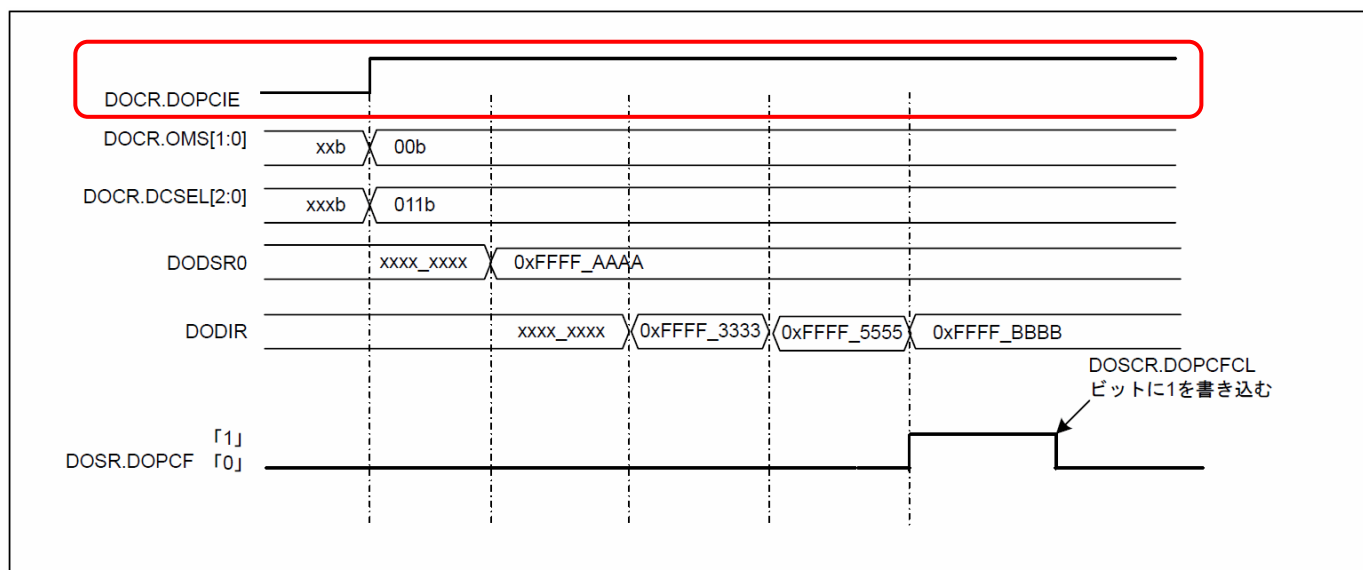 DOCR.DOPCIE
DOCR.OMS[1:0] xxb 00b
DOCR.DCSEL[2:0] xxxb 011b
DODSR0 xxxx_xxxx 0xFFFF_AAAA
DODIR xxxx_xxxx 0xFFFF_3333 0xFFFF_5555 0xFFFF_BBBB
DOSCR.DOPCFCL
ビットに1を書き込む
「1」
DOSR.DOPCF 「0」